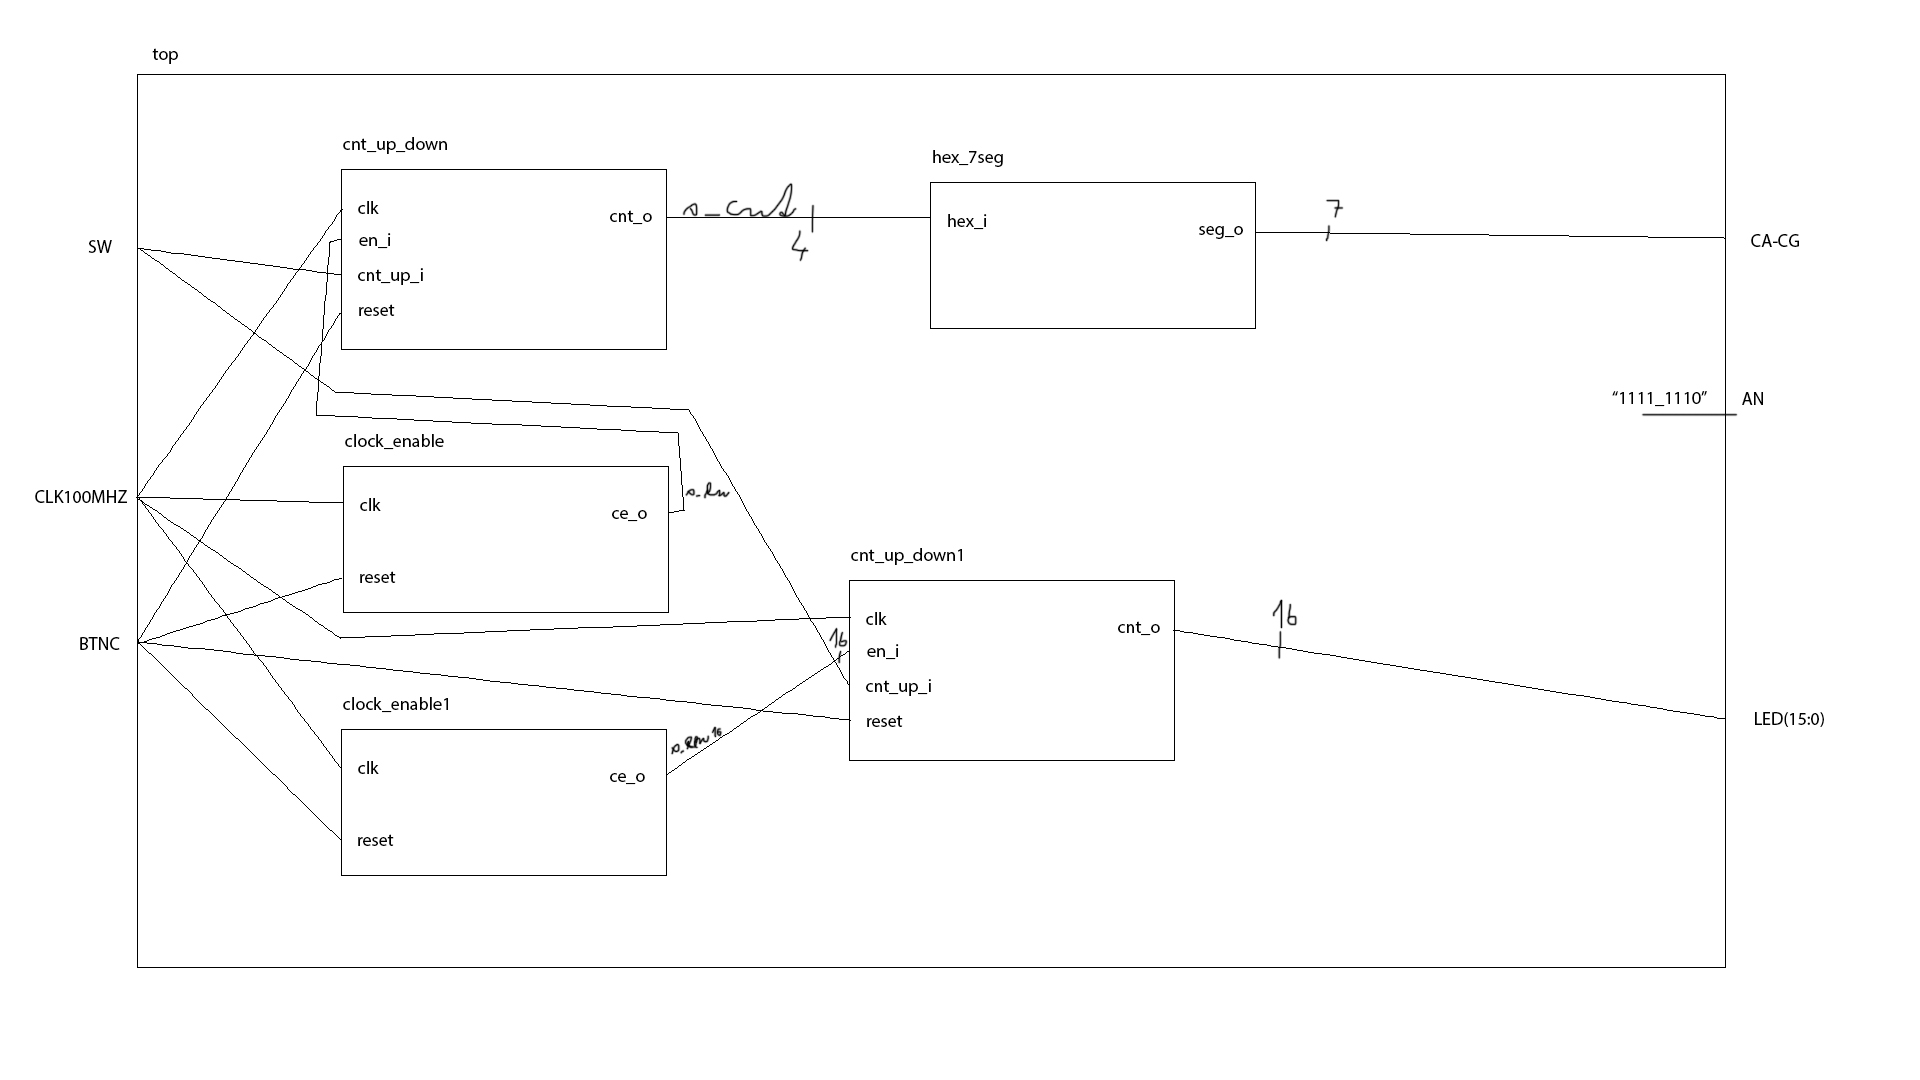 top
cnt_up_down
clk
en_i
cnt_up_i
reset
cnt_o
s_cnt
4
hex_7seg
hex_i
seg_o
7
SW
CA-CG
"1111_1110"
AN
clock_enable
clk
reset
ce_o
s_en
CLK100MHZ
BTNC
cnt_up_down1
16
clk
en_i
cnt_up_i
reset
cnt_o
16
LED(15:0)
clock_enable1
clk
reset
ce_o
s_en16